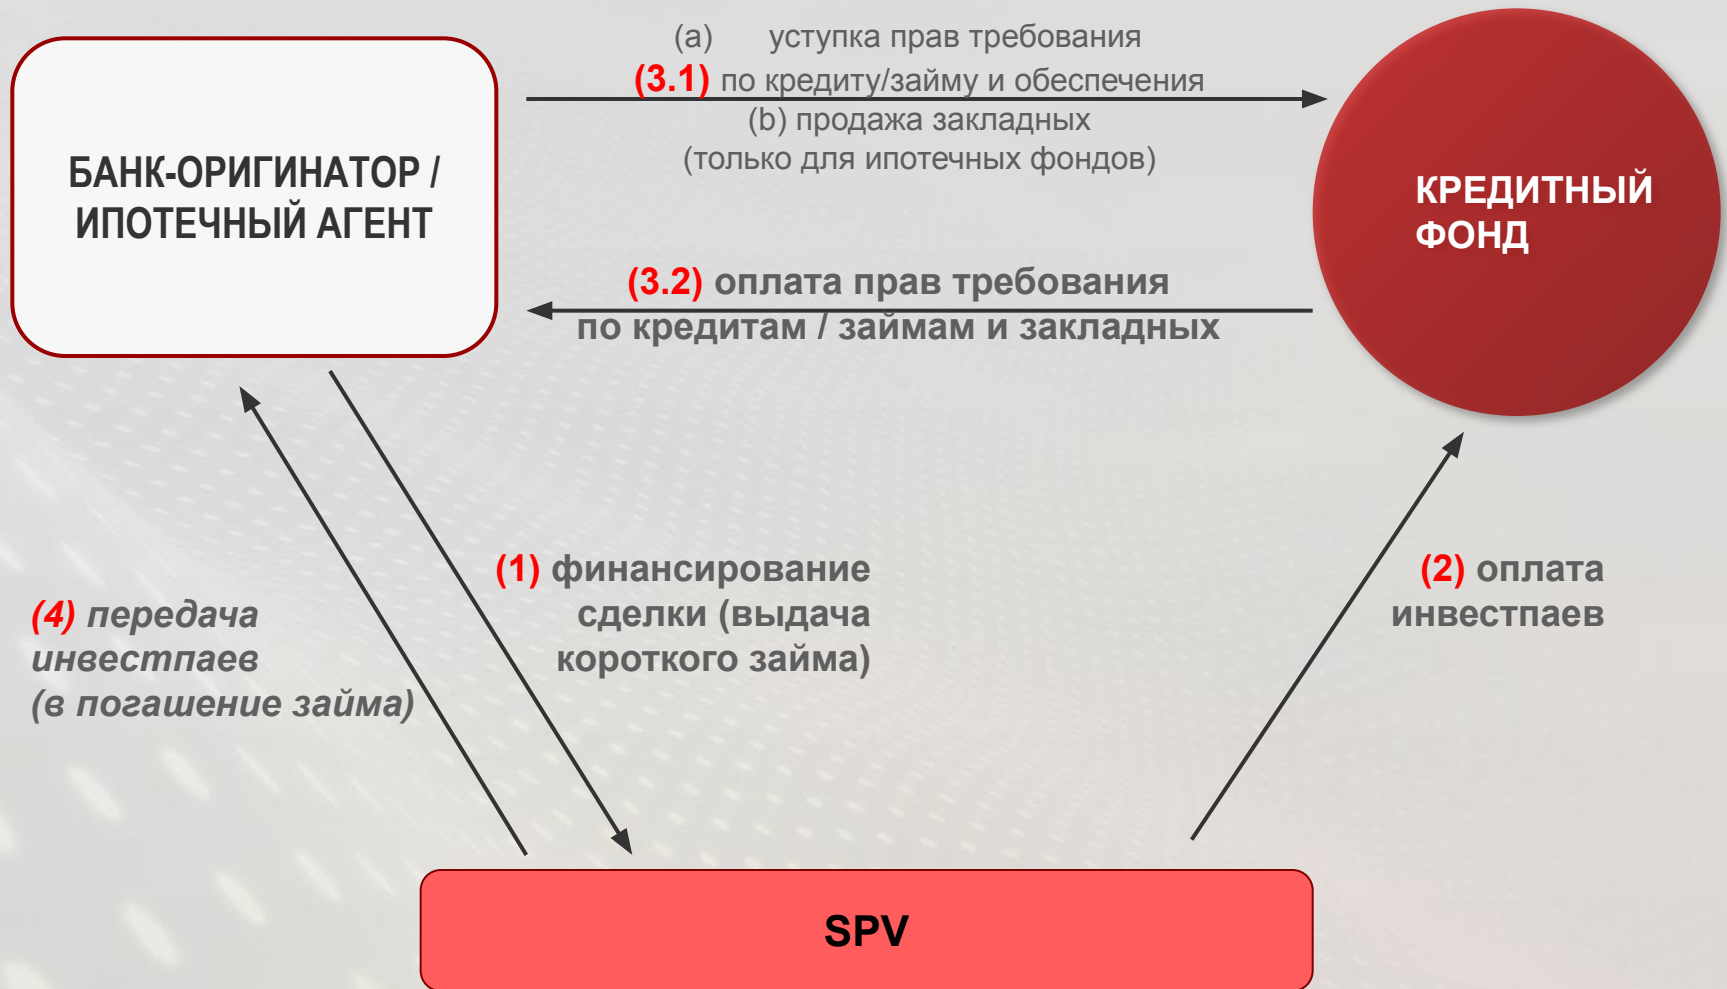 (a) уступка прав требования
(3.1) по кредиту/займу и обеспечения
(b) продажа закладных
(только для ипотечных фондов)
БАНК-ОРИГИНАТОР /
ИПОТЕЧНЫЙ АГЕНТ
КРЕДИТНЫЙ
ФОНД
(3.2) оплата прав требования
по кредитам / займам и закладных
(1) финансирование
сделки (выдача
короткого займа)
(2) оплата
инвестпаев
(4) передача
инвестпаев
(в погашение займа)
SPV